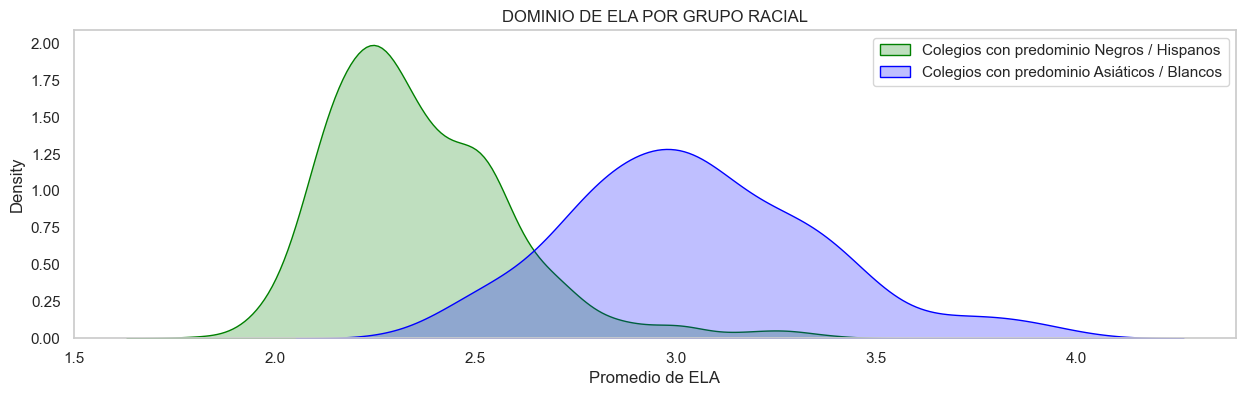 DOMINIO DE ELA POR GRUPO RACIAL
Colegios con predominio Negros / Hispanos
Colegios con predominio Asiáticos / Blancos
Density
2.00
1.75
1.50
1.25
1.00
0.75
0.50
0.25
0.00
1.5 2.0 2.5 3.0 3.5 4.0
Promedio de ELA